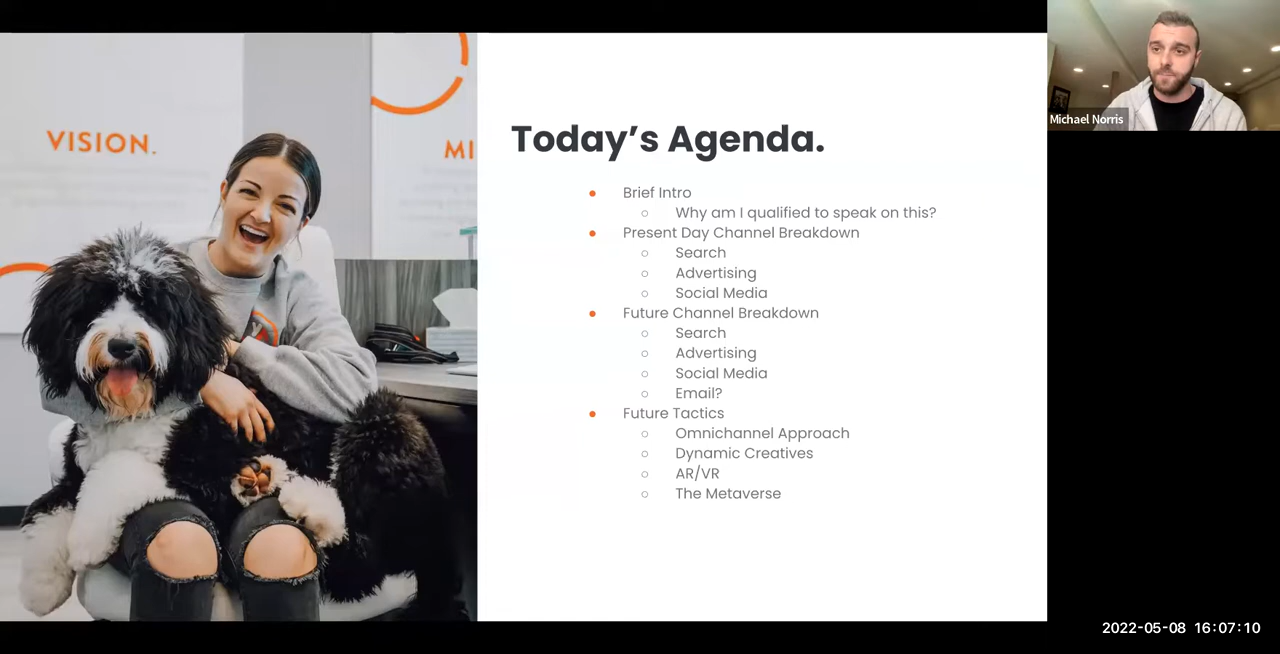 VISION.
MI
Today's Agenda.
Brief Intro
Why am I qualified to speak on this?
Present Day Channel Breakdown
Search
Advertising
Social Media
Future Channel Breakdown
Search
Advertising
Social Media
Email?
Future Tactics
Omnichannel Approach
Dynamic Creatives
AR/VR
The Metaverse
Michael Norris
2022-05-08 16:07:10